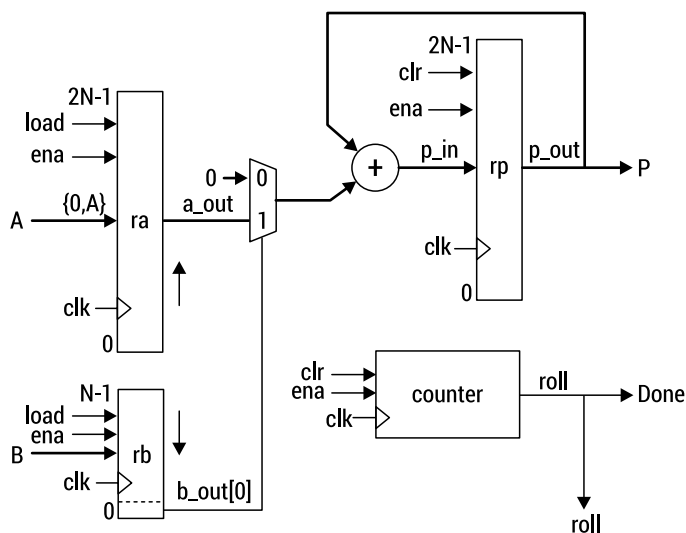 2N-1
load
ena
A
{0,A}
ra
a_out
clk
0
0
0
1
N-1
load
ena
B
rb
clk
0
b_out[0]
+
p_in
2N-1
clr
ena
rp
p_out
P
clk
0
clr
ena
clk
counter
roll
Done
roll